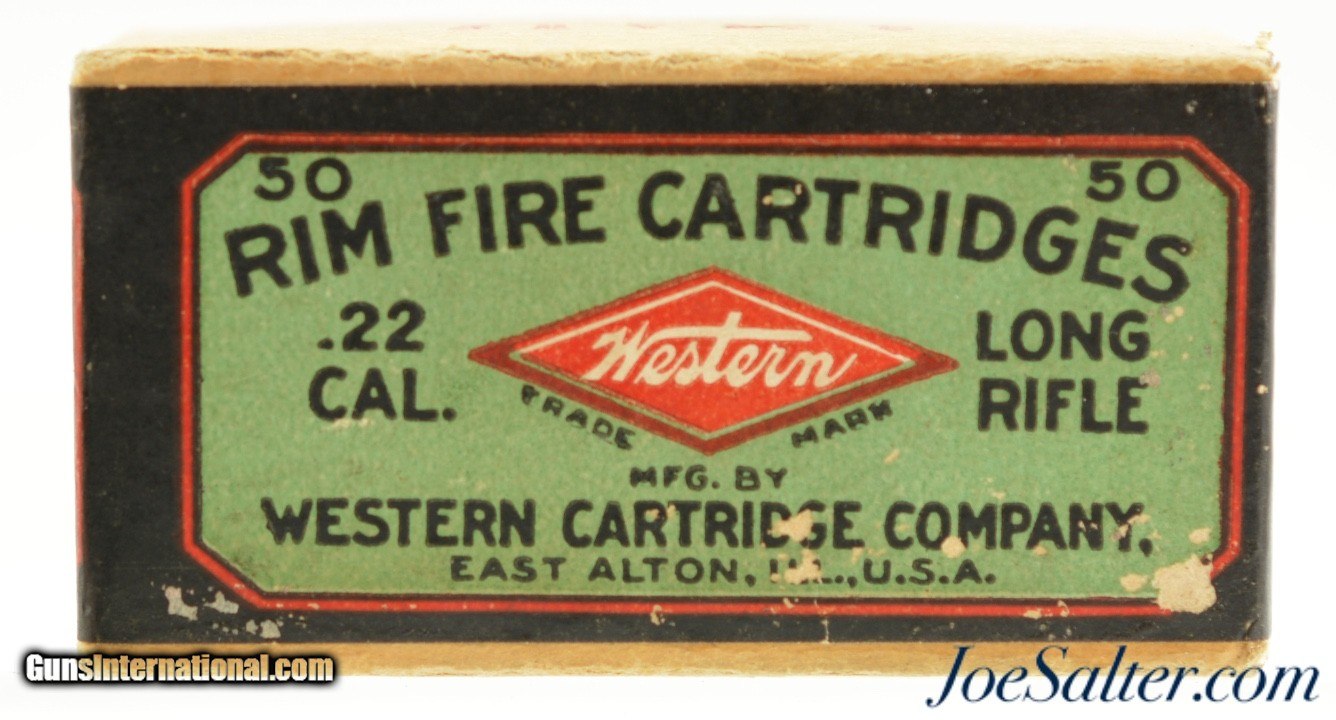 50 50
RIM FIRE CARTRIDGES
.22 CAL.
Western
LONG RIFLE
TRADE MARK
MFG. BY
WESTERN CARTRIDGE COMPANY,
EAST ALTON, ILL., U.S.A.
GunsInternational.com
JoeSalter.com